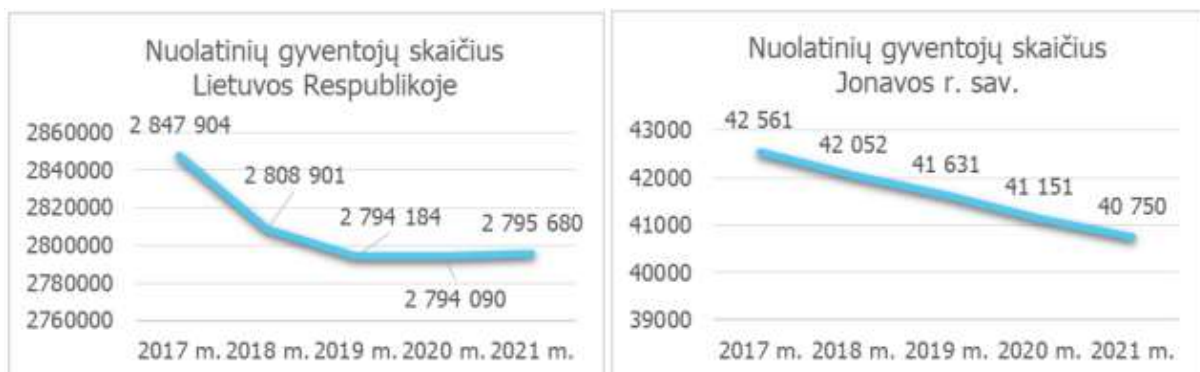 Nuolatinių gyventojų skaičius
Lietuvos Respublikoje
2860000
2840000
2820000
2800000
2780000
2760000
2 847 904
2 808 901
2 794 184
2 794 090
2 795 680
2017 m. 2018 m. 2019 m. 2020 m. 2021 m.
Nuolatinių gyventojų skaičius
Jonavos r. sav.
43000
42000
41000
40000
39000
42 561
42 052
41 631
41 151
40 750
2017 m. 2018 m. 2019 m. 2020 m. 2021 m.